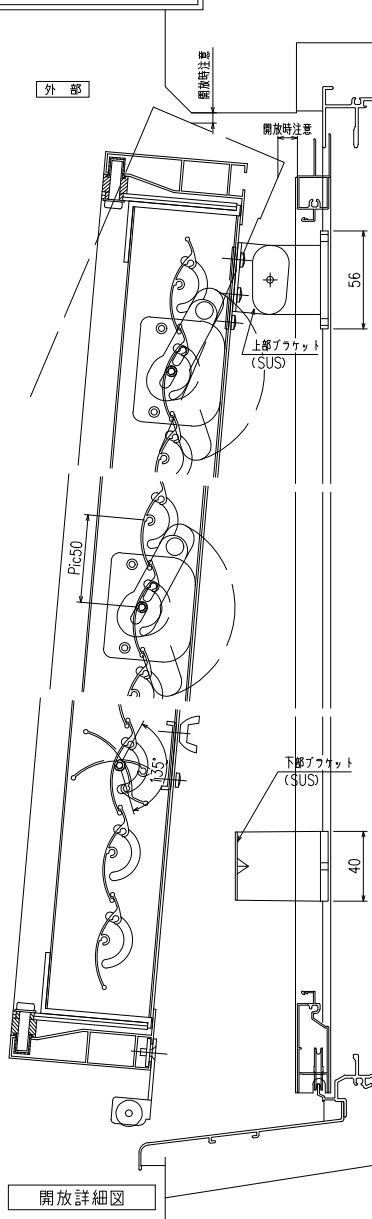 外 部
開放時注意
開放時注意
56
上部ブラケット
(SUS)
Pic50
135°
下部ブラケット
(SUS)
40
開放詳細図